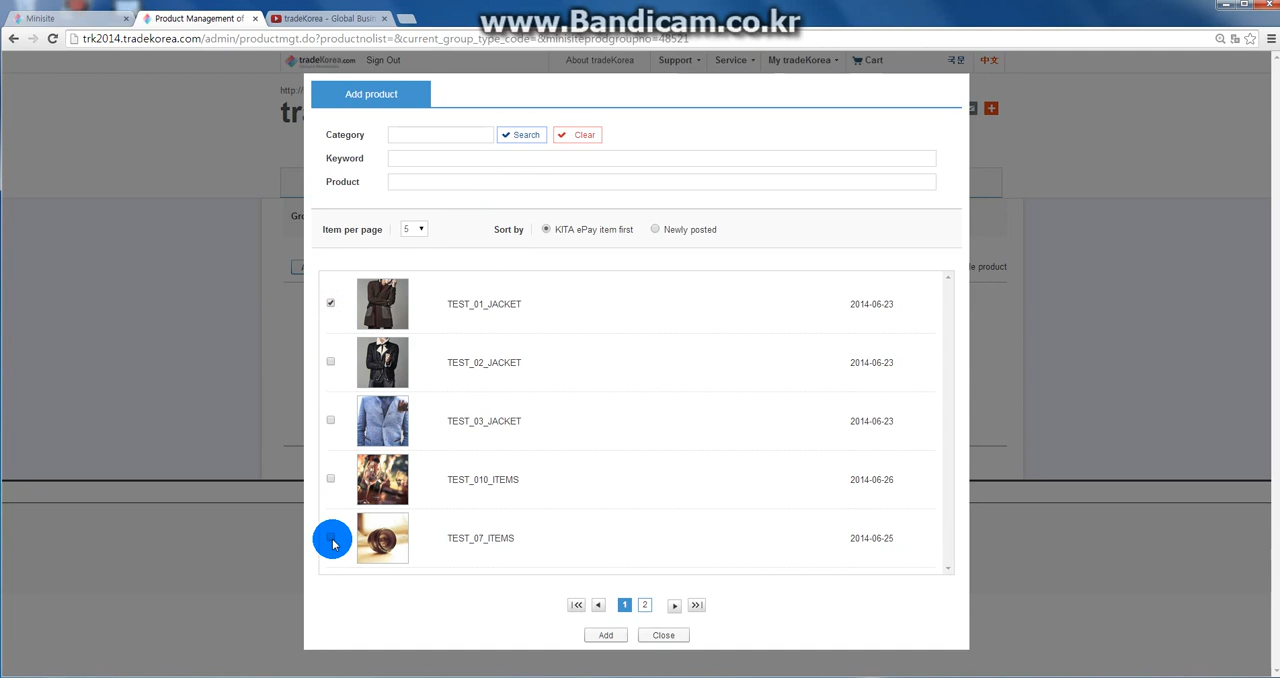 www.Bandicam.co.kr
Minisite
Product Management of
tradeKorea - Global Busin
trk2014.tradekorea.com/admin/productmgt.do?productnolist=&current_group_type_code=&minisiteprodgroupno=48521
tradeKorea.com
Sign Out
About tradeKorea
Support
Service
My tradeKorea
Cart
국문
中文
http://
Add product
Category
Search
Clear
Keyword
Product
Item per page
5
Sort by
KITA ePay item first
Newly posted
TEST_01_JACKET 2014-06-23
TEST_02_JACKET 2014-06-23
TEST_03_JACKET 2014-06-23
TEST_010_ITEMS 2014-06-26
TEST_07_ITEMS 2014-06-25
1 2
Add
Close